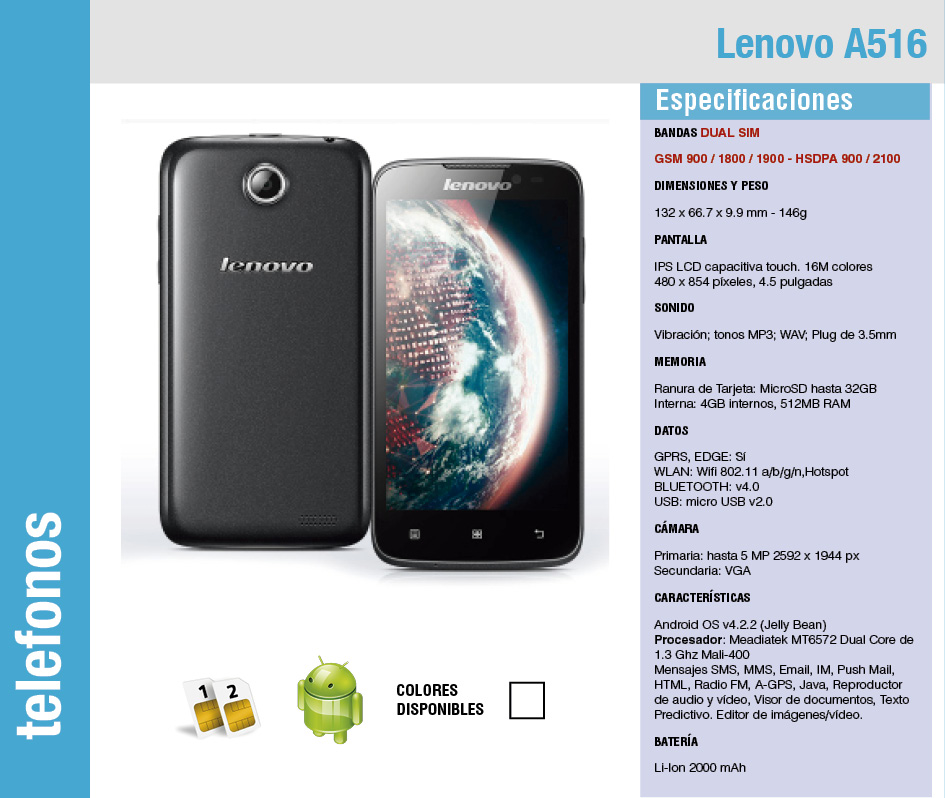 Lenovo A516
Especificaciones
BANDAS DUAL SIM
GSM 900 / 1800 / 1900 - HSDPA 900 / 2100
DIMENSIONES Y PESO
132 x 66.7 x 9.9 mm - 146g
PANTALLA
IPS LCD capacitiva touch. 16M colores
480 x 854 píxeles, 4.5 pulgadas
SONIDO
Vibración; tonos MP3; WAV; Plug de 3.5mm
MEMORIA
Ranura de Tarjeta: MicroSD hasta 32GB
Interna: 4GB internos, 512MB RAM
DATOS
GPRS, EDGE: Sí
WLAN: Wifi 802.11 a/b/g/n,Hotspot
BLUETOOTH: v4.0
USB: micro USB v2.0
CÁMARA
Primaria: hasta 5 MP 2592 x 1944 px
Secundaria: VGA
CARACTERÍSTICAS
Android OS v4.2.2 (Jelly Bean)
Procesador: Meadiatek MT6572 Dual Core de
1.3 Ghz Mali-400
Mensajes SMS, MMS, Email, IM, Push Mail,
HTML, Radio FM, A-GPS, Java, Reproductor
de audio y vídeo, Visor de documentos, Texto
Predictivo. Editor de imágenes/vídeo.
BATERÍA
Li-Ion 2000 mAh
lenovo
lenovo
1 2
COLORES
DISPONIBLES
telefonos